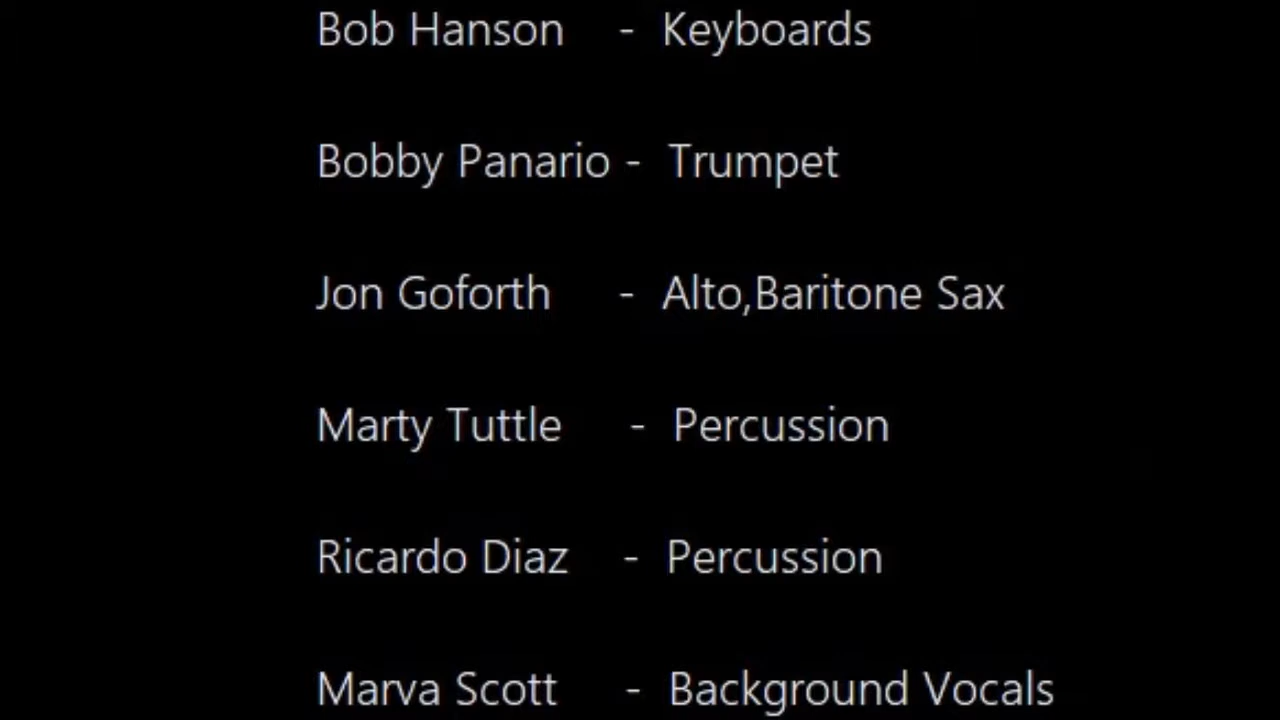 Bob Hanson - Keyboards
Bobby Panario - Trumpet
Jon Goforth - Alto,Baritone Sax
Marty Tuttle - Percussion
Ricardo Diaz - Percussion
Marva Scott - Background Vocals